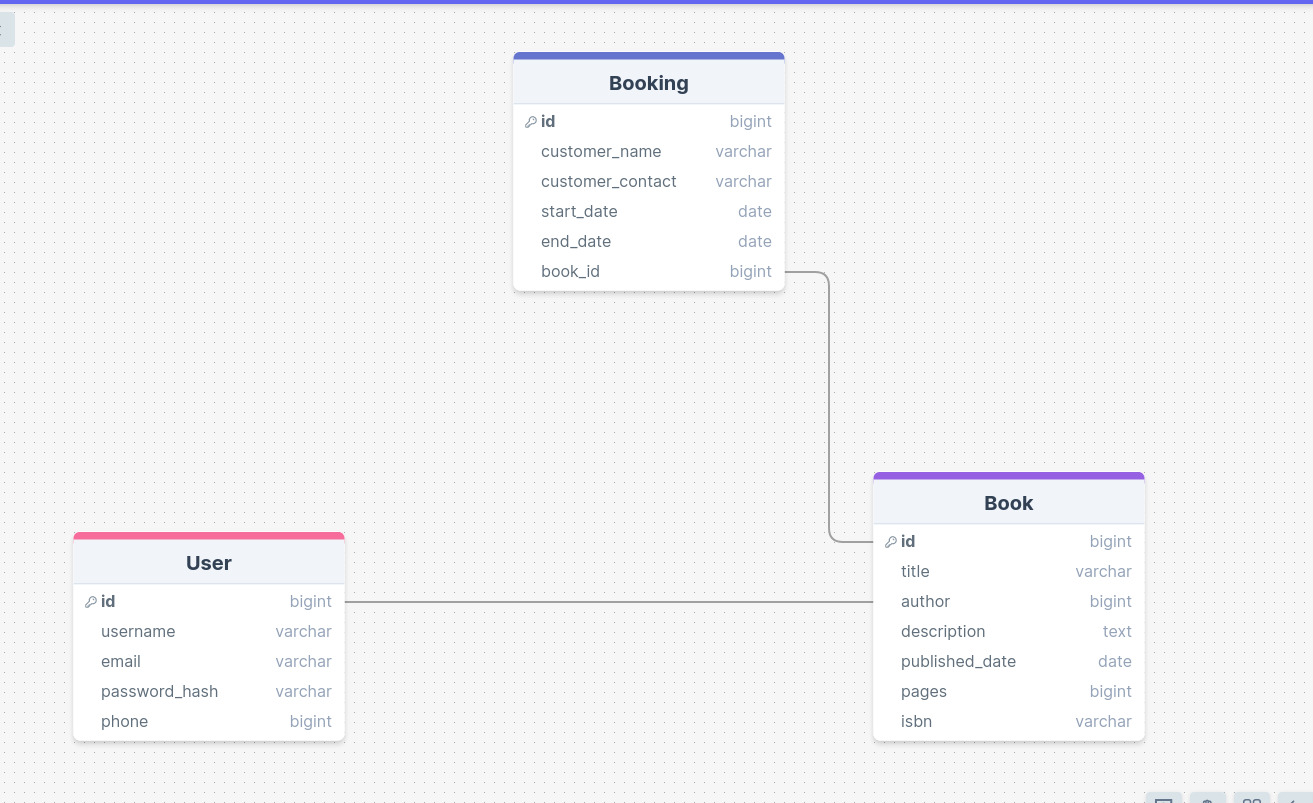 Booking
id bigint
customer_name varchar
customer_contact varchar
start_date date
end_date date
book_id bigint
Book
id bigint
title varchar
author bigint
description text
published_date date
pages bigint
isbn varchar
User
id bigint
username varchar
email varchar
password_hash varchar
phone bigint